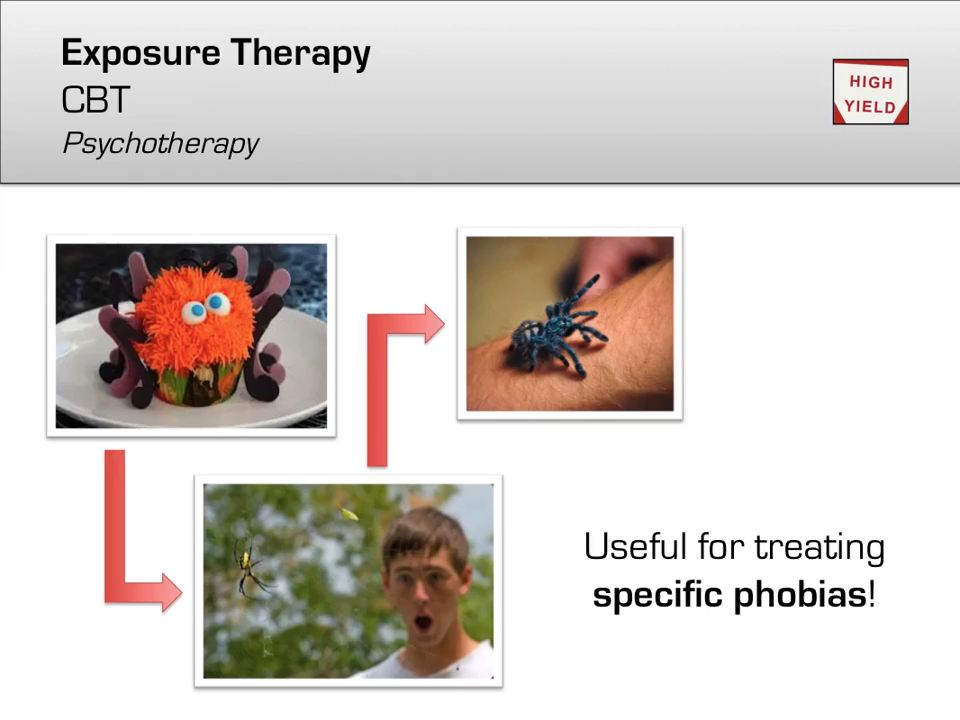 Exposure Therapy
CBT
Psychotherapy
HIGH
YIELD
Useful for treating
specific phobias!